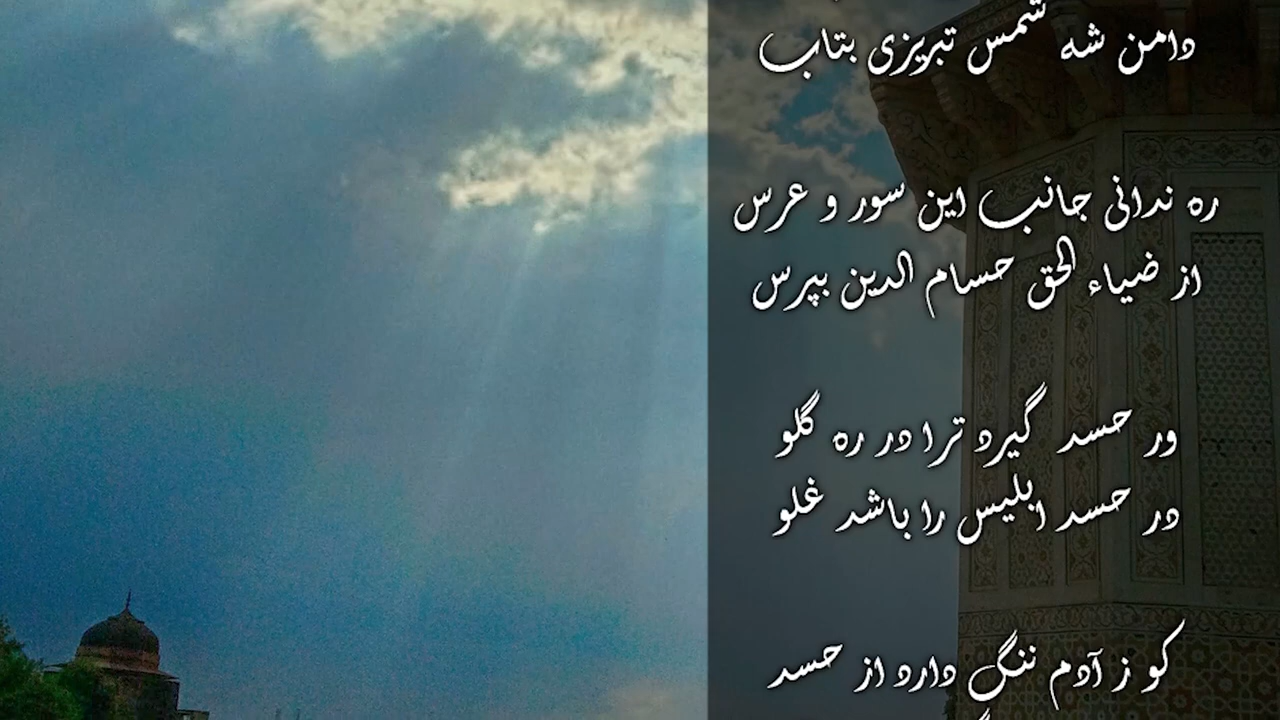 دامن شه شمس تبریزی بتاب
ره ندانی جانب این سور و عرس
از ضیاء الحق حسام الدین بپرس
ور حسد گیرد ترا در ره گلو
در حسد ابلیس را باشد غلو
کو ز آدم ننگ دارد از حسد